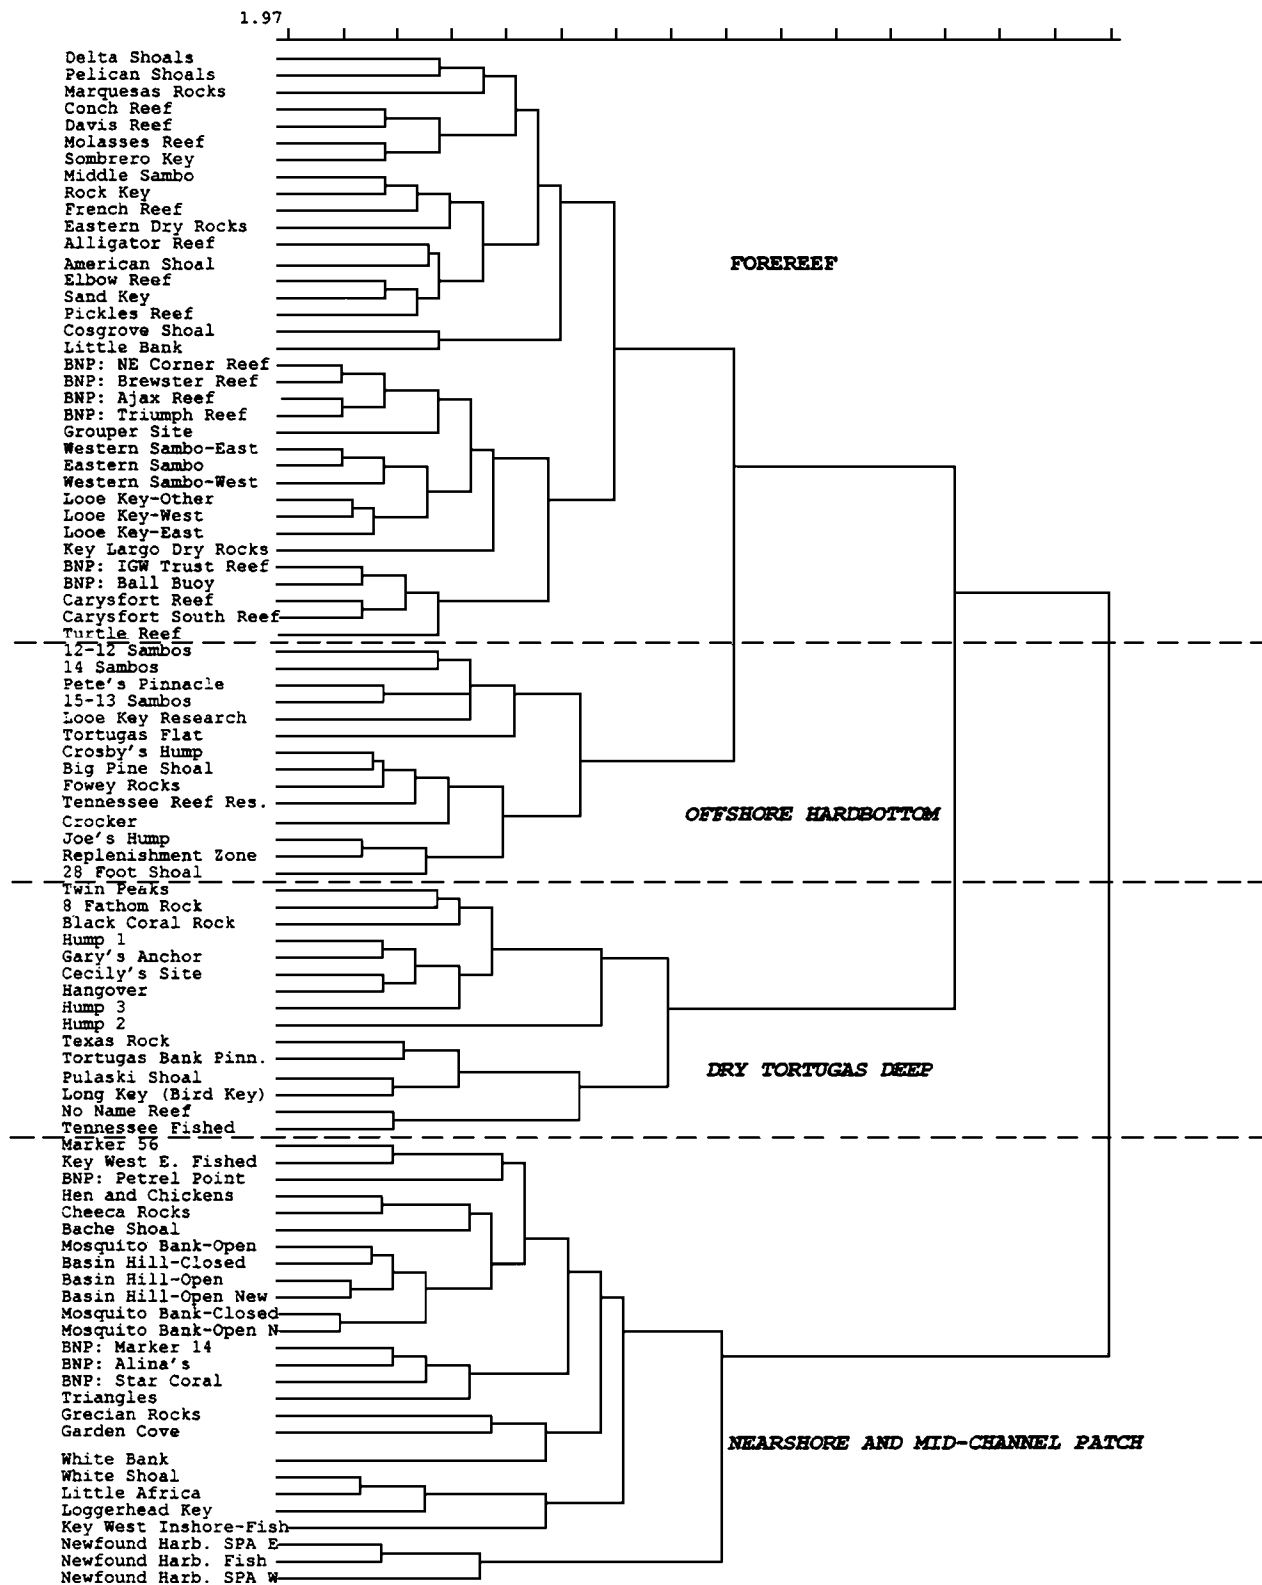 1.97
Delta Shoals
Pelican Shoals
Marquesas Rocks
Conch Reef
Davis Reef
Molasses Reef
Sombrero Key
Middle Sambo
Rock Key
French Reef
Eastern Dry Rocks
Alligator Reef
American Shoal
FOREREEF
Elbow Reef
Sand Key
Pickles Reef
Cosgrove Shoal
Little Bank
BNP: NE Corner Reef
BNP: Brewster Reef
BNP: Ajax Reef
BNP: Triumph Reef
Grouper Site
Western Sambo-East
Eastern Sambo
Western Sambo-West
Looe Key-Other
Looe Key-West
Looe Key-East
Key Largo Dry Rocks
BNP: IGW Trust Reef
BNP: Ball Buoy
Carysfort Reef
Carysfort South Reef
Turtle Reef
12-12 Sambos
14 Sambos
Pete's Pinnacle
15-13 Sambos
Looe Key Research
Tortugas Flat
Crosby's Hump
Big Pine Shoal
Fowey Rocks
Tennessee Reef Res.
OFFSHORE HARDBOTTOM
Crocker
Joe's Hump
Replenishment Zone
28 Foot Shoal
Twin Peaks
8 Fathom Rock
Black Coral Rock
Hump 1
Gary's Anchor
Cecily's Site
Hangover
Hump 3
Hump 2
Texas Rock
Tortugas Bank Pinn.
DRY TORTUGAS DEEP
Pulaski Shoal
Long Key (Bird Key)
No Name Reef
Tennessee Fished
Marker 56
Key West E. Fished
BNP: Petrel Point
Hen and Chickens
Cheeca Rocks
Bache Shoal
Mosquito Bank-Open
Basin Hill-Closed
Basin Hill-Open
Basin Hill-Open New
Mosquito Bank-Closed
Mosquito Bank-Open N
BNP: Marker 14
BNP: Alina's
BNP: Star Coral
Triangles
Grecian Rocks
Garden Cove
NEARSHORE AND MID-CHANNEL PATCH
White Bank
White Shoal
Little Africa
Loggerhead Key
Key West Inshore-Fish
Newfound Harb. SPA E
Newfound Harb. Fish
Newfound Harb. SPA W